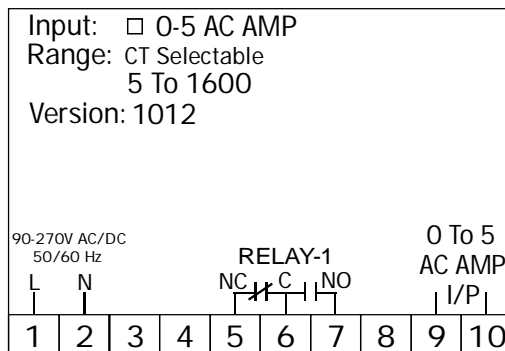 Input: □ 0-5 AC AMP
Range: CT Selectable
5 To 1600
Version: 1012
90-270V AC/DC
50/60 Hz
L N
RELAY-1
NC C NO
0 To 5
AC AMP
I/P
1 2 3 4 5 6 7 8 9 10